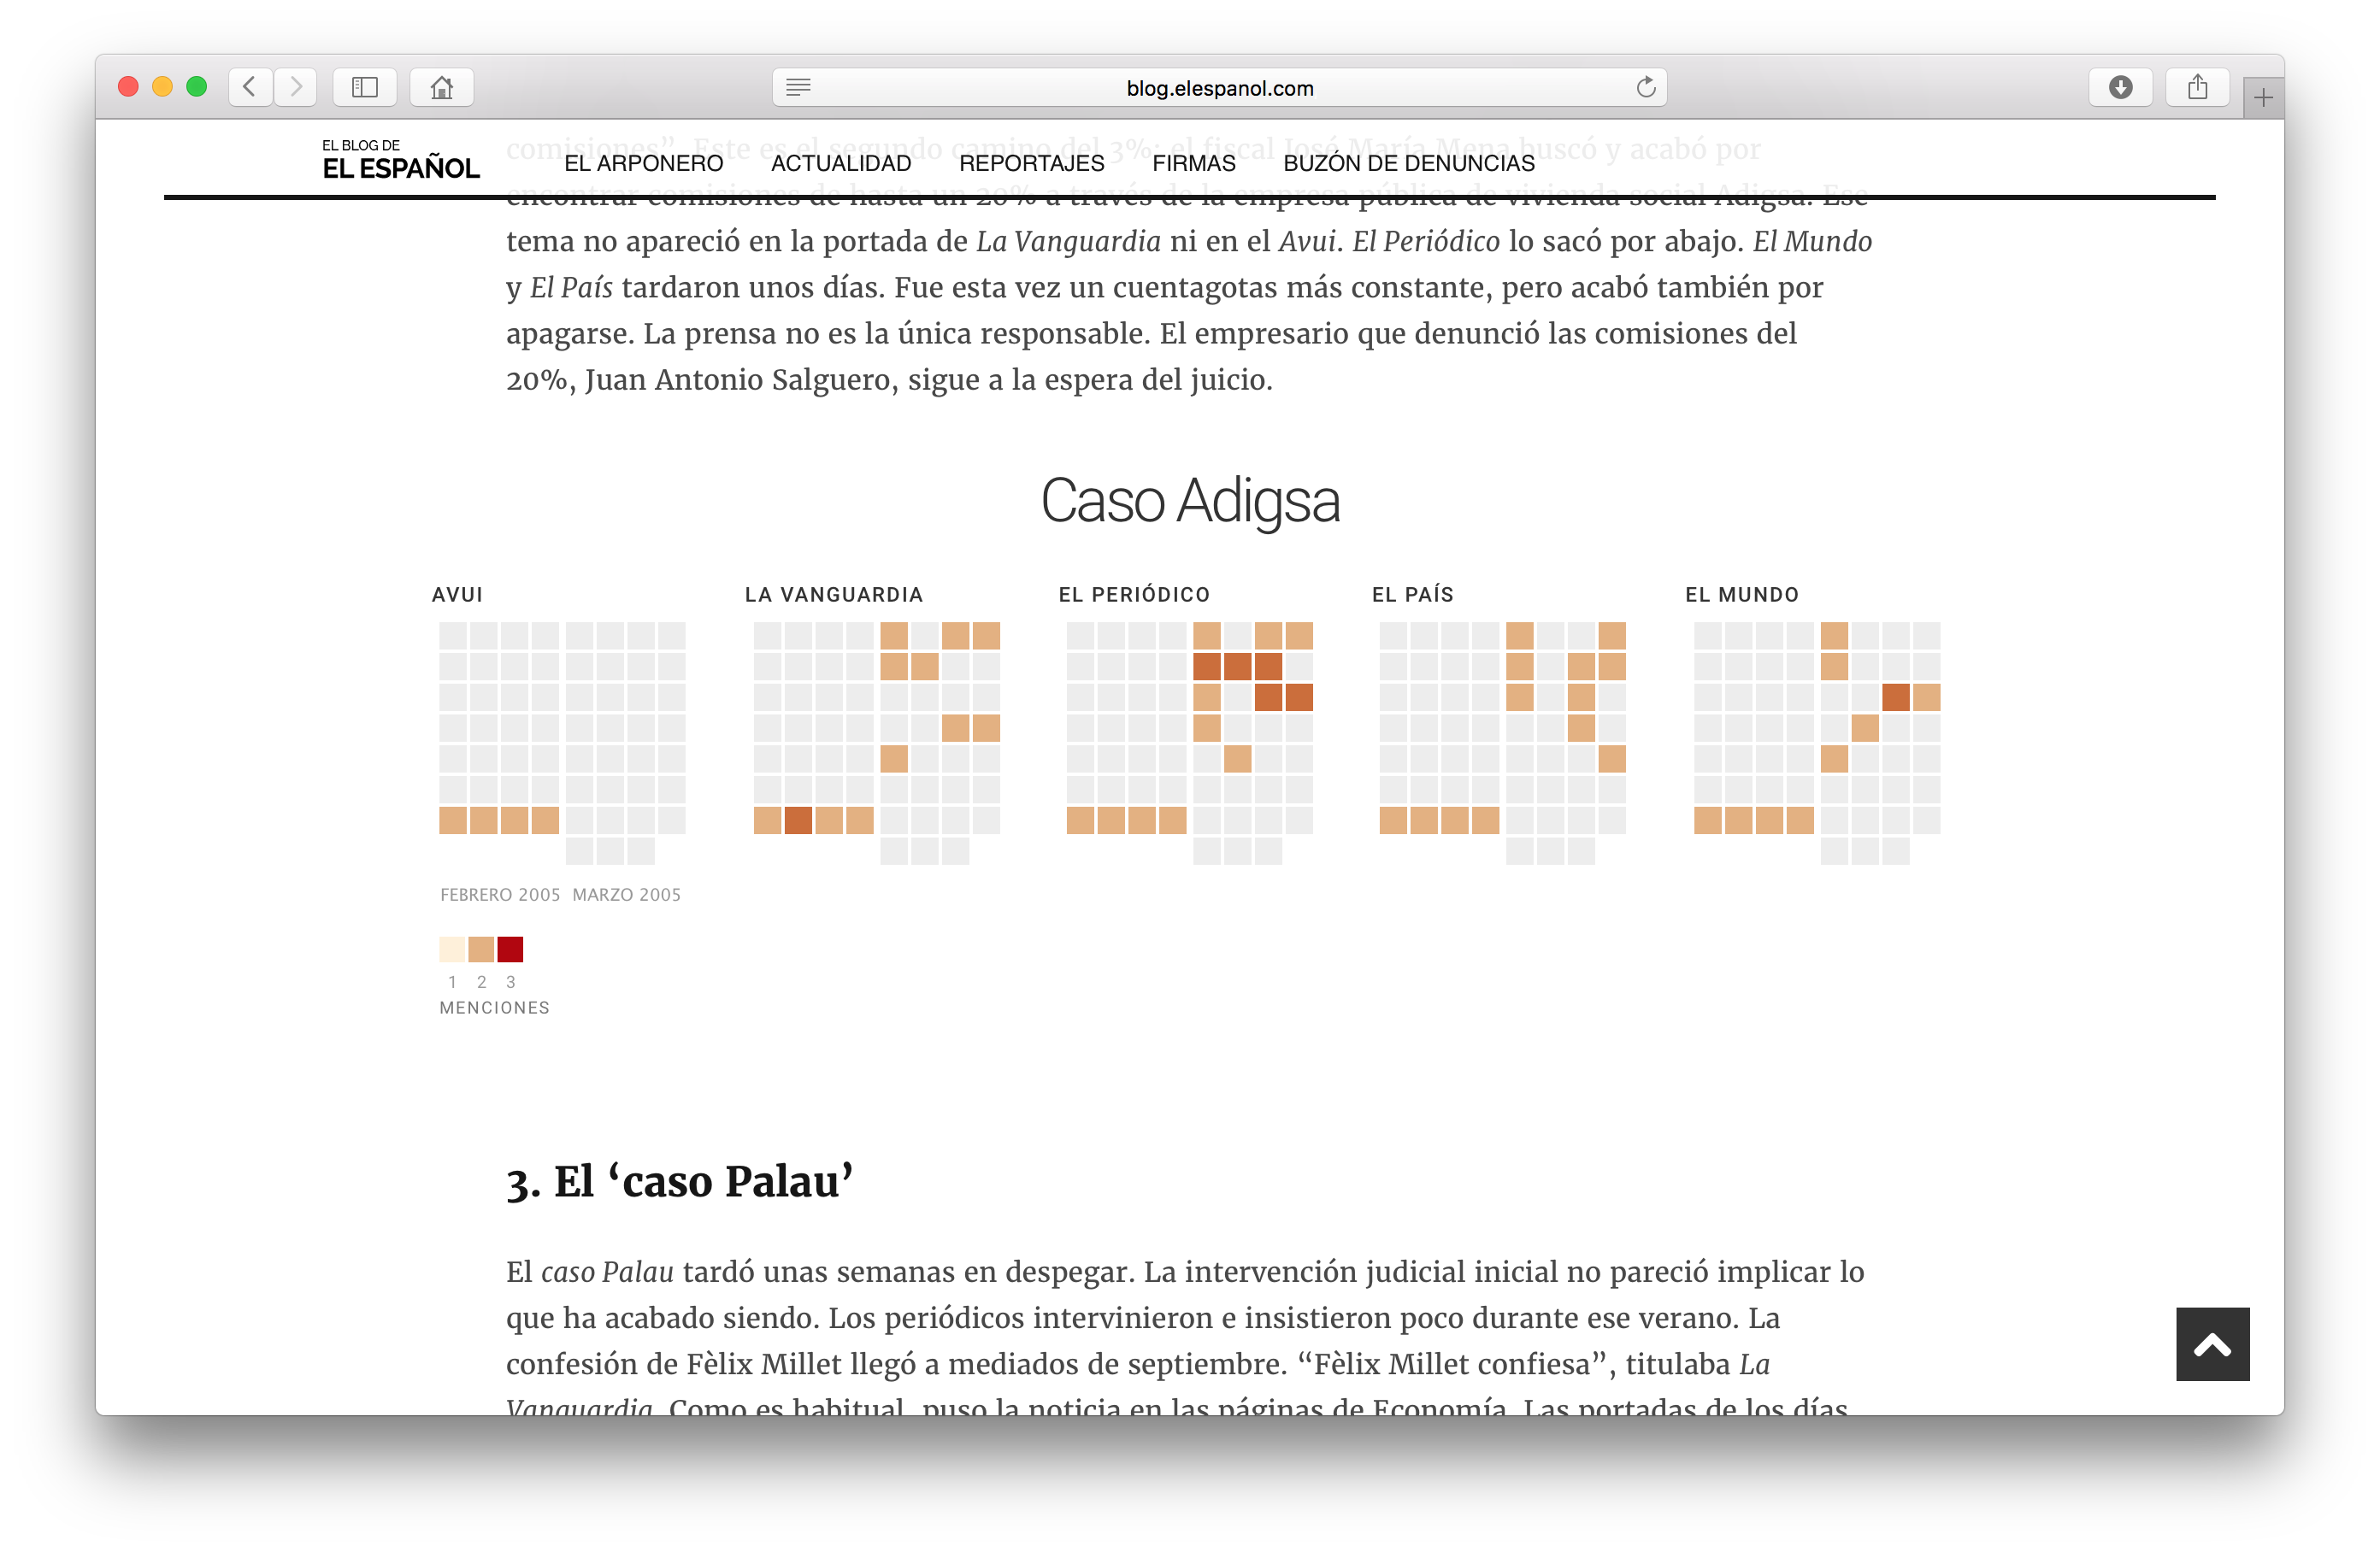 blog.elespanol.com
EL BLOG DE
EL ESPAÑOL
EL ARPONERO ACTUALIDAD REPORTAJES FIRMAS BUZÓN DE DENUNCIAS
comisiones”. Este es el segundo camino del 3%: el fiscal José María Mena buscó y acabó por
encontrar comisiones de hasta un 20% a través de la empresa pública de vivienda social Adigsa. Ese
tema no apareció en la portada de La Vanguardia ni en el Avui. El Periódico lo sacó por abajo. El Mundo
y El País tardaron unos días. Fue esta vez un cuentagotas más constante, pero acabó también por
apagarse. La prensa no es la única responsable. El empresario que denunció las comisiones del
20%, Juan Antonio Salguero, sigue a la espera del juicio.
Caso Adigsa
AVUI LA VANGUARDIA EL PERIÓDICO EL PAÍS EL MUNDO
FEBRERO 2005 MARZO 2005
1 2 3
MENCIONES
3. El ‘caso Palau’
El caso Palau tardó unas semanas en despegar. La intervención judicial inicial no pareció implicar lo
que ha acabado siendo. Los periódicos intervinieron e insistieron poco durante ese verano. La
confesión de Fèlix Millet llegó a mediados de septiembre. “Fèlix Millet confiesa”, titulaba La
Vanguardia. Como es habitual, puso la noticia en las páginas de Economía. Las portadas de los días